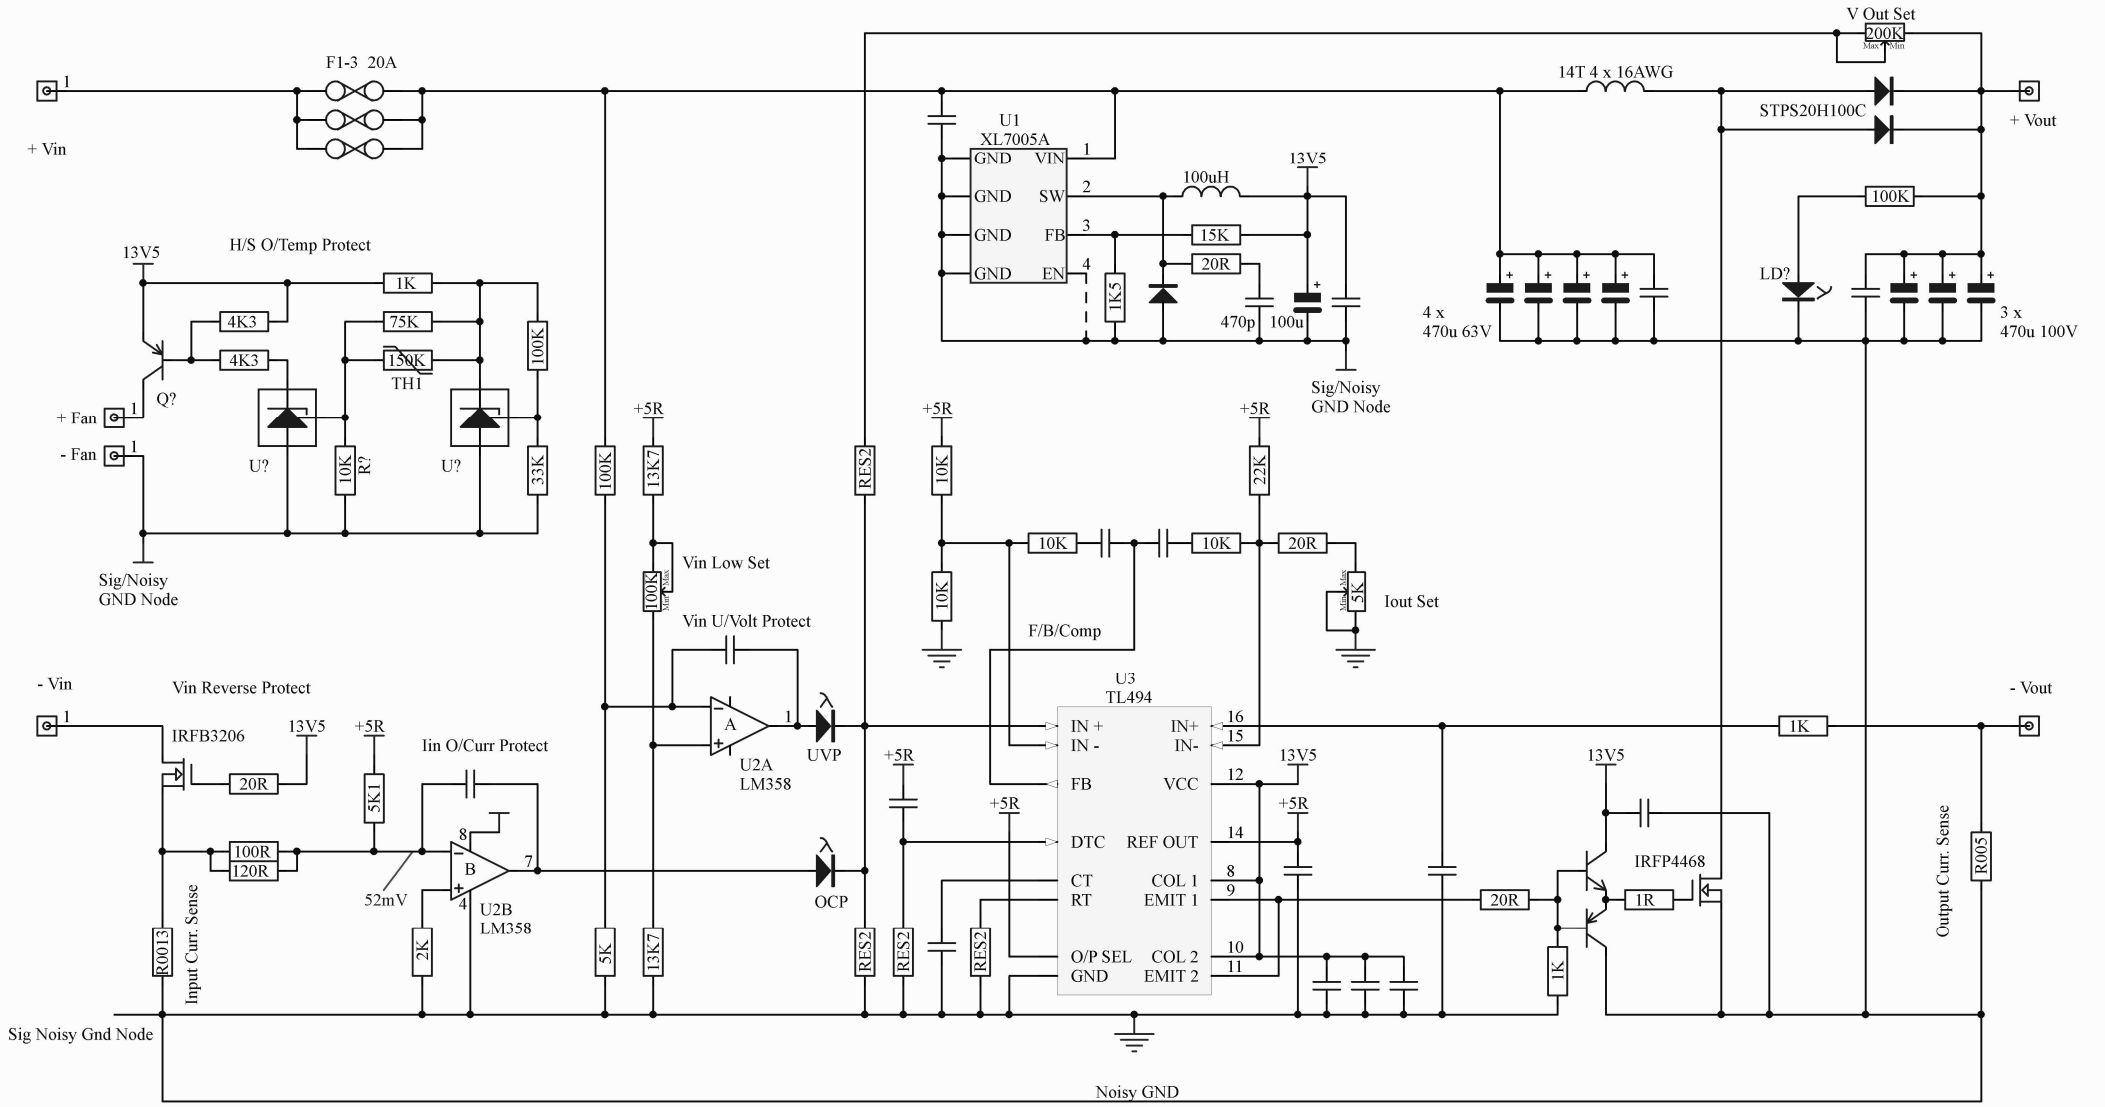 V Out Set
200K
Max Min
F1-3 20A
1
+ Vin
14T 4 x 16AWG
STPS20H100C
+ Vout
U1
XL7005A
GND VIN 1
GND SW 2
GND FB 3
GND EN 4
100uH
13V5
15K
20R
1K5
470p
100u
Sig/Noisy
GND Node
100K
LD?
4 x
470u 63V
+ + + +
+ + +
3 x
470u 100V
H/S O/Temp Protect
13V5
1K
4K3
75K
4K3
150K
TH1
100K
Q?
+ Fan 1
- Fan 1
U?
10K
R?
U?
33K
Sig/Noisy
GND Node
+5R
100K
13K7
Vin Low Set
100K
Min Max
RES2
+5R
10K
+5R
22K
10K
10K
20R
10K
Min Max
5K
Iout Set
F/B/Comp
Vin U/Volt Protect
- Vin
1
Vin Reverse Protect
IRFB3206
13V5
20R
+5R
5K1
Iin O/Curr Protect
100R
120R
52mV
8
-
B
+
4
7
U2B
LM358
-
A
+
1
U2A
LM358
UVP
OCP
Input Curr. Sense
R0013
2K
5K
13K7
RES2
RES2
RES2
+5R
+5R
U3
TL494
IN + IN+ 16
IN - IN- 15
FB VCC 12
DTC REF OUT 14
CT COL 1 8
RT EMIT 1 9
O/P SEL COL 2 10
GND EMIT 2 11
13V5
+5R
- Vout
1K
13V5
IRFP4468
20R
1R
1K
Output Curr. Sense
R005
Sig Noisy Gnd Node
Noisy GND